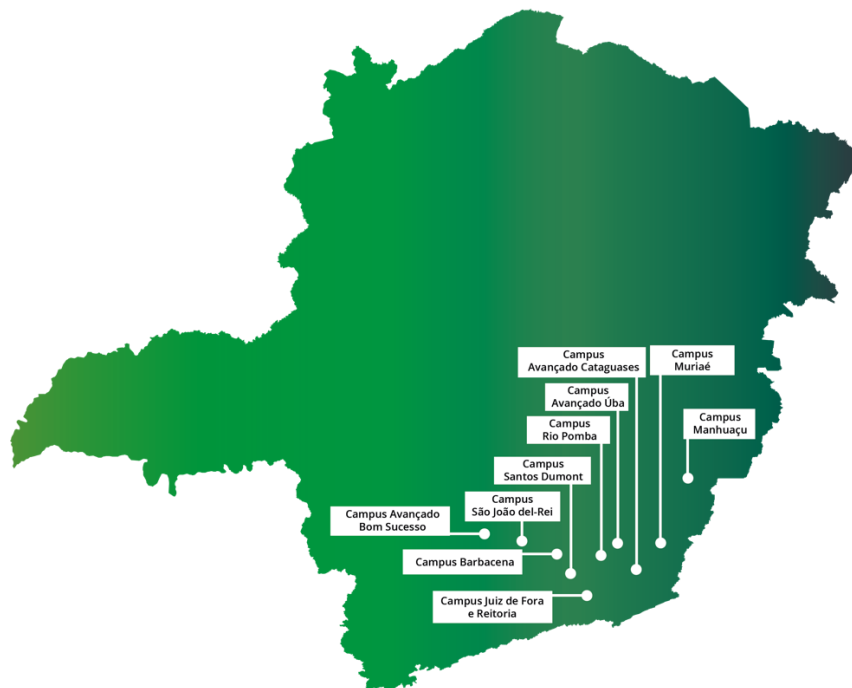 Campus
Avançado Cataguases
Campus
Muriaé
Campus
Avançado Úba
Campus
Manhuaçu
Campus
Rio Pomba
Campus
Santos Dumont
Campus
São João del-Rei
Campus Avançado
Bom Sucesso
Campus Barbacena
Campus Juiz de Fora
e Reitoria